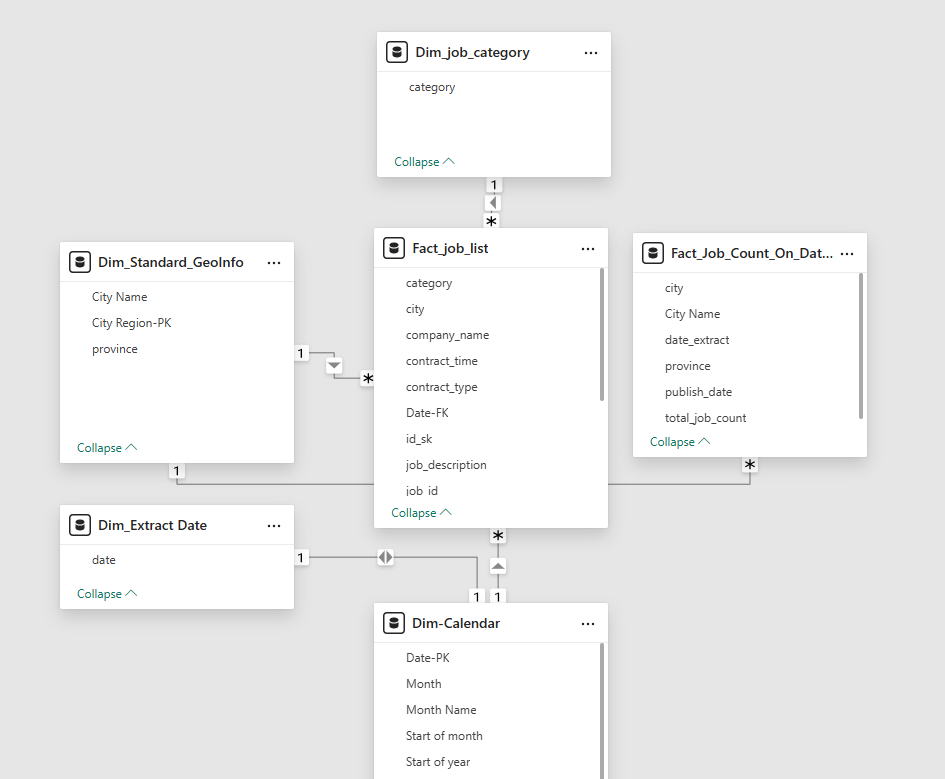 Dim_job_category
category
Collapse
1
*
Dim_Standard_GeoInfo
City Name
City Region-PK
province
Collapse
1
*
1
Fact_job_list
category
city
company_name
contract_time
contract_type
Date-FK
id_sk
job_description
job_id
Collapse
*
Fact_Job_Count_On_Dat...
city
City Name
date_extract
province
publish_date
total_job_count
Collapse
*
Dim_Extract Date
date
Collapse
1
1
1
Dim-Calendar
Date-PK
Month
Month Name
Start of month
Start of year